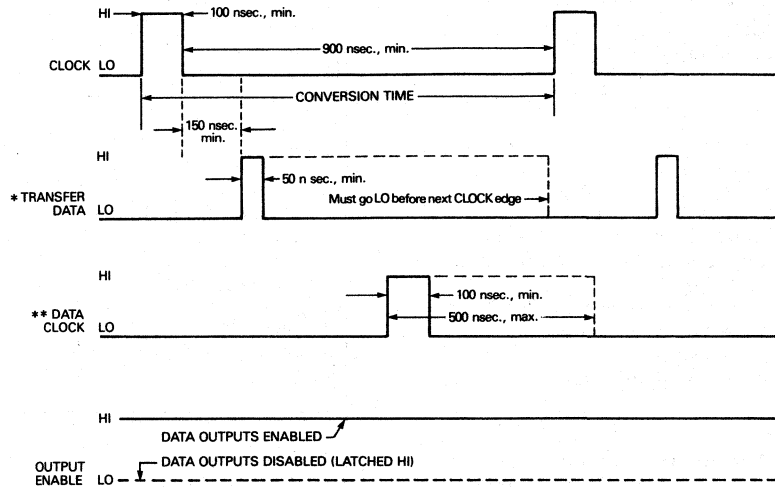 HI
100 nsec., min.
900 nsec., min.
CLOCK LO
CONVERSION TIME
150 nsec.
min.
HI
50 n sec., min.
* TRANSFER
DATA LO
Must go LO before next CLOCK edge
HI
100 nsec., min.
** DATA
CLOCK LO
500 nsec., max.
HI
DATA OUTPUTS ENABLED
DATA OUTPUTS DISABLED (LATCHED HI)
OUTPUT
ENABLE LO